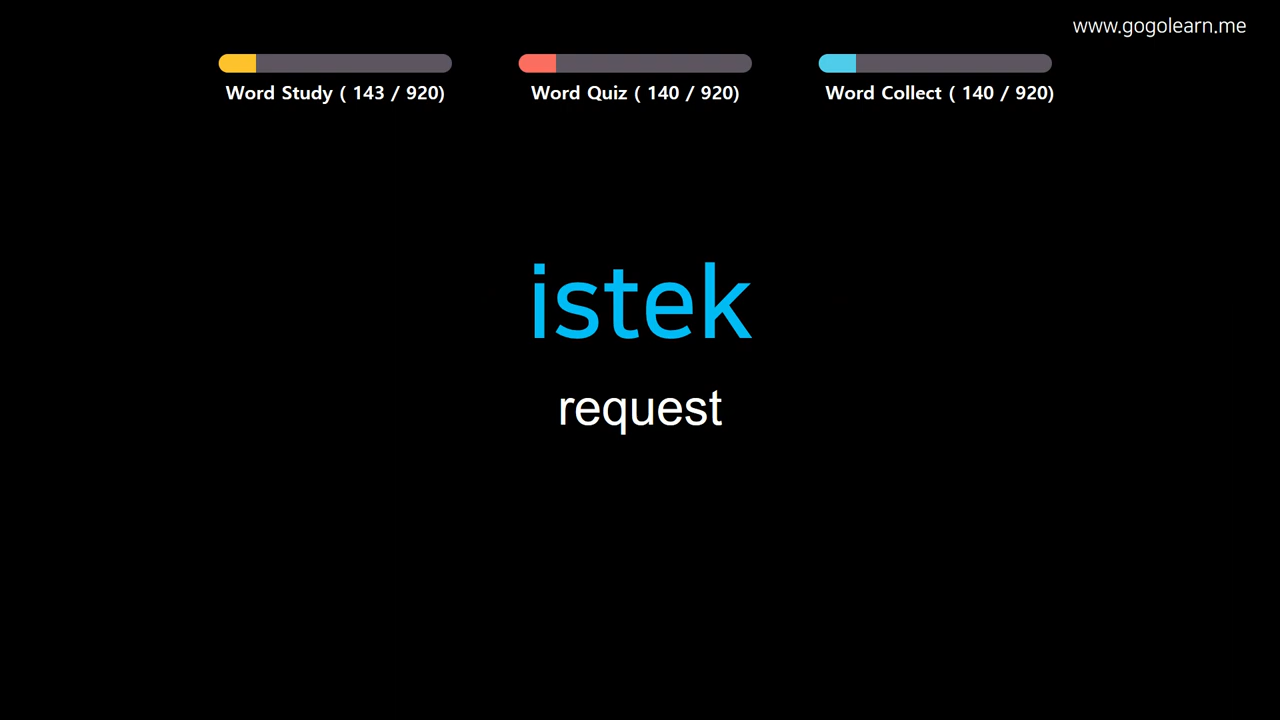 www.gogolearn.me
Word Study ( 143 / 920)
Word Quiz ( 140 / 920)
Word Collect ( 140 / 920)
istek
request